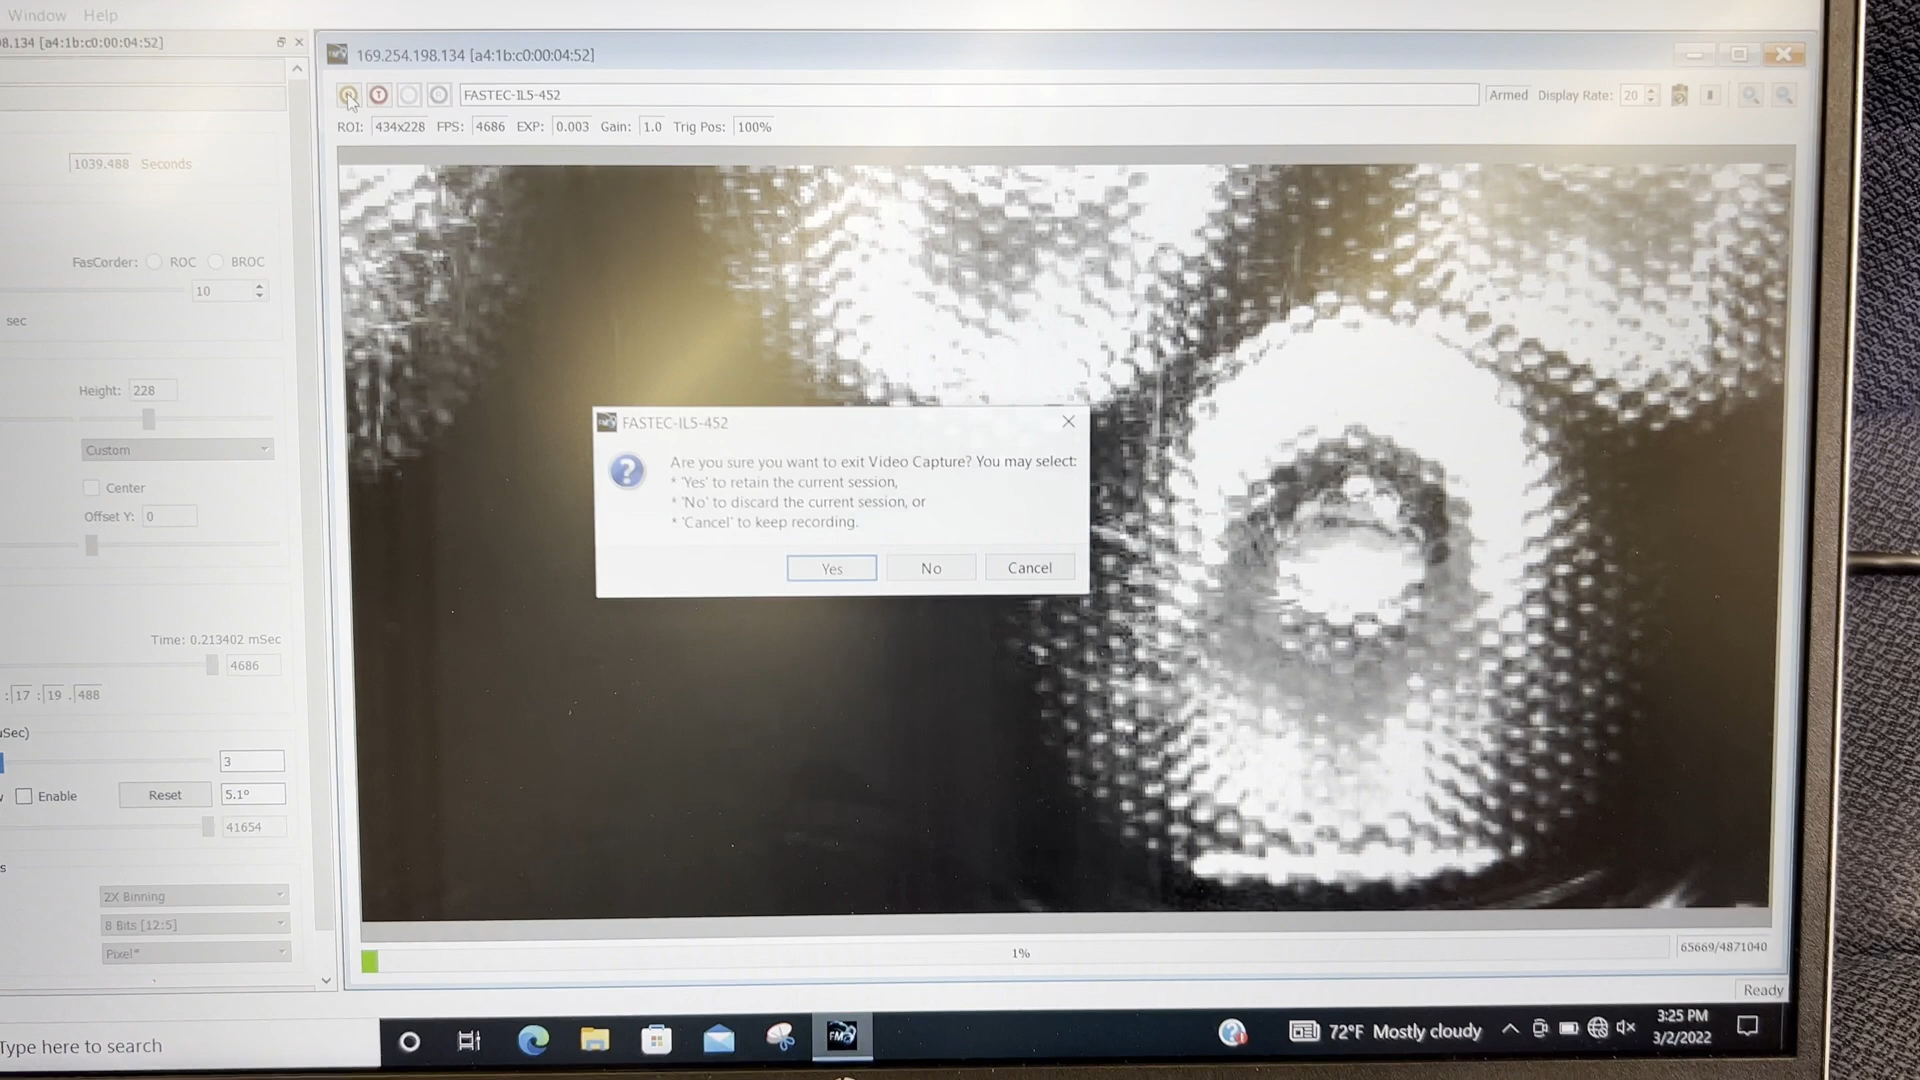 Window Help
98.134 [a4:1b:c0:00:04:52]
169.254.198.134 [a4:1b:c0:00:04:52]
T
FASTEC-IL5-452
Armed
Display Rate: 20
ROI: 434x228 FPS: 4686 EXP: 0.003 Gain: 1.0 Trig Pos: 100%
1039.488 Seconds
FasCorder: ROC BROC
10
sec
Height: 228
Custom
Center
Offset Y: 0
Time: 0.213402 mSec
4686
: 17 : 19 . 488
uSec)
3
Enable Reset 5.1°
41654
2X Binning
8 Bits [12:5]
Pixel*
FASTEC-IL5-452
Are you sure you want to exit Video Capture? You may select:
* 'Yes' to retain the current session,
* 'No' to discard the current session, or
* 'Cancel' to keep recording.
Yes No Cancel
1%
65669/4871040
Ready
Type here to search
FM
72°F Mostly cloudy
3:25 PM
3/2/2022